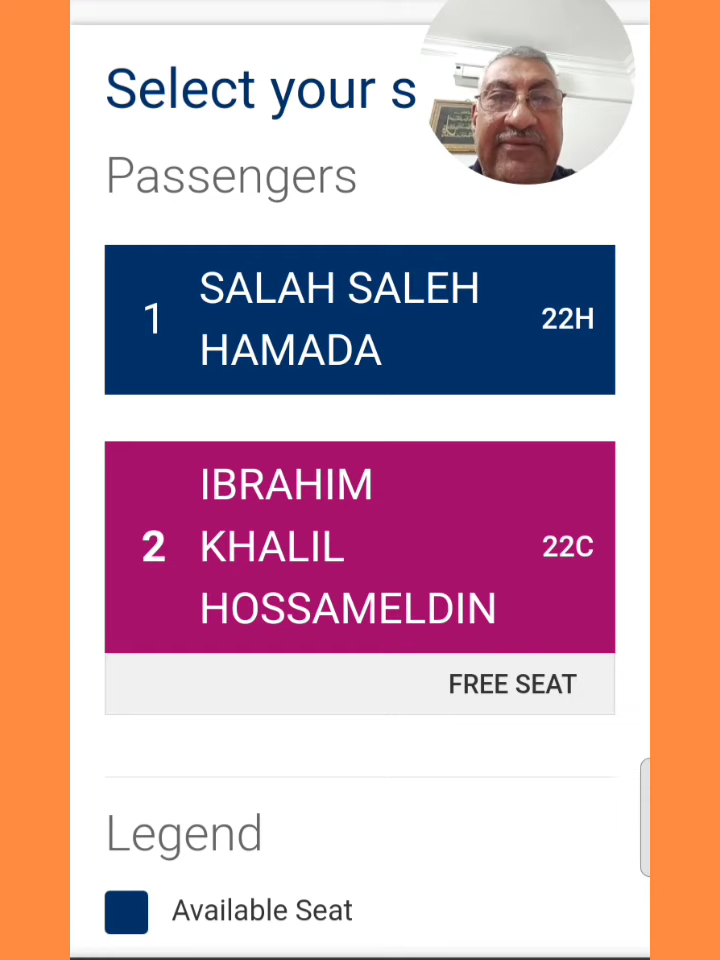 Select your s
Passengers
1
SALAH SALEH
HAMADA
22H
2
IBRAHIM
KHALIL
HOSSAMELDIN
22C
FREE SEAT
Legend
Available Seat